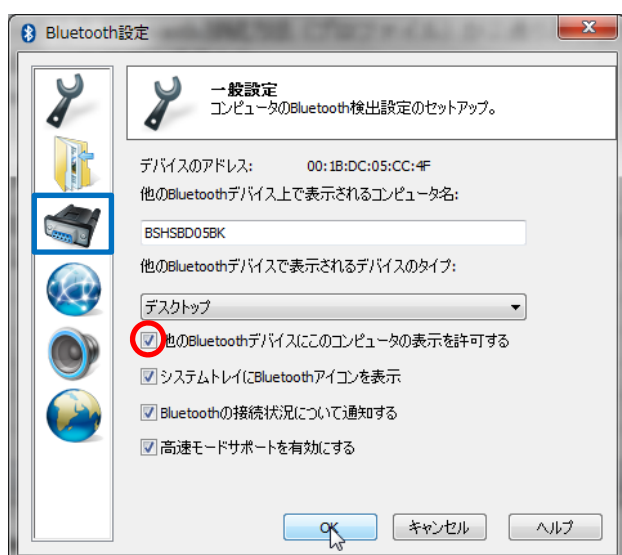 Bluetooth設定
一般設定
コンピュータのBluetooth検出設定のセットアップ。
デバイスのアドレス: 00:1B:DC:05:CC:4F
他のBluetoothデバイス上で表示されるコンピュータ名:
BSHSBD05BK
他のBluetoothデバイスで表示されるデバイスのタイプ:
デスクトップ
他のBluetoothデバイスにこのコンピュータの表示を許可する
システムトレイにBluetoothアイコンを表示
Bluetoothの接続状況について通知する
高速モードサポートを有効にする
OK キャンセル ヘルプ